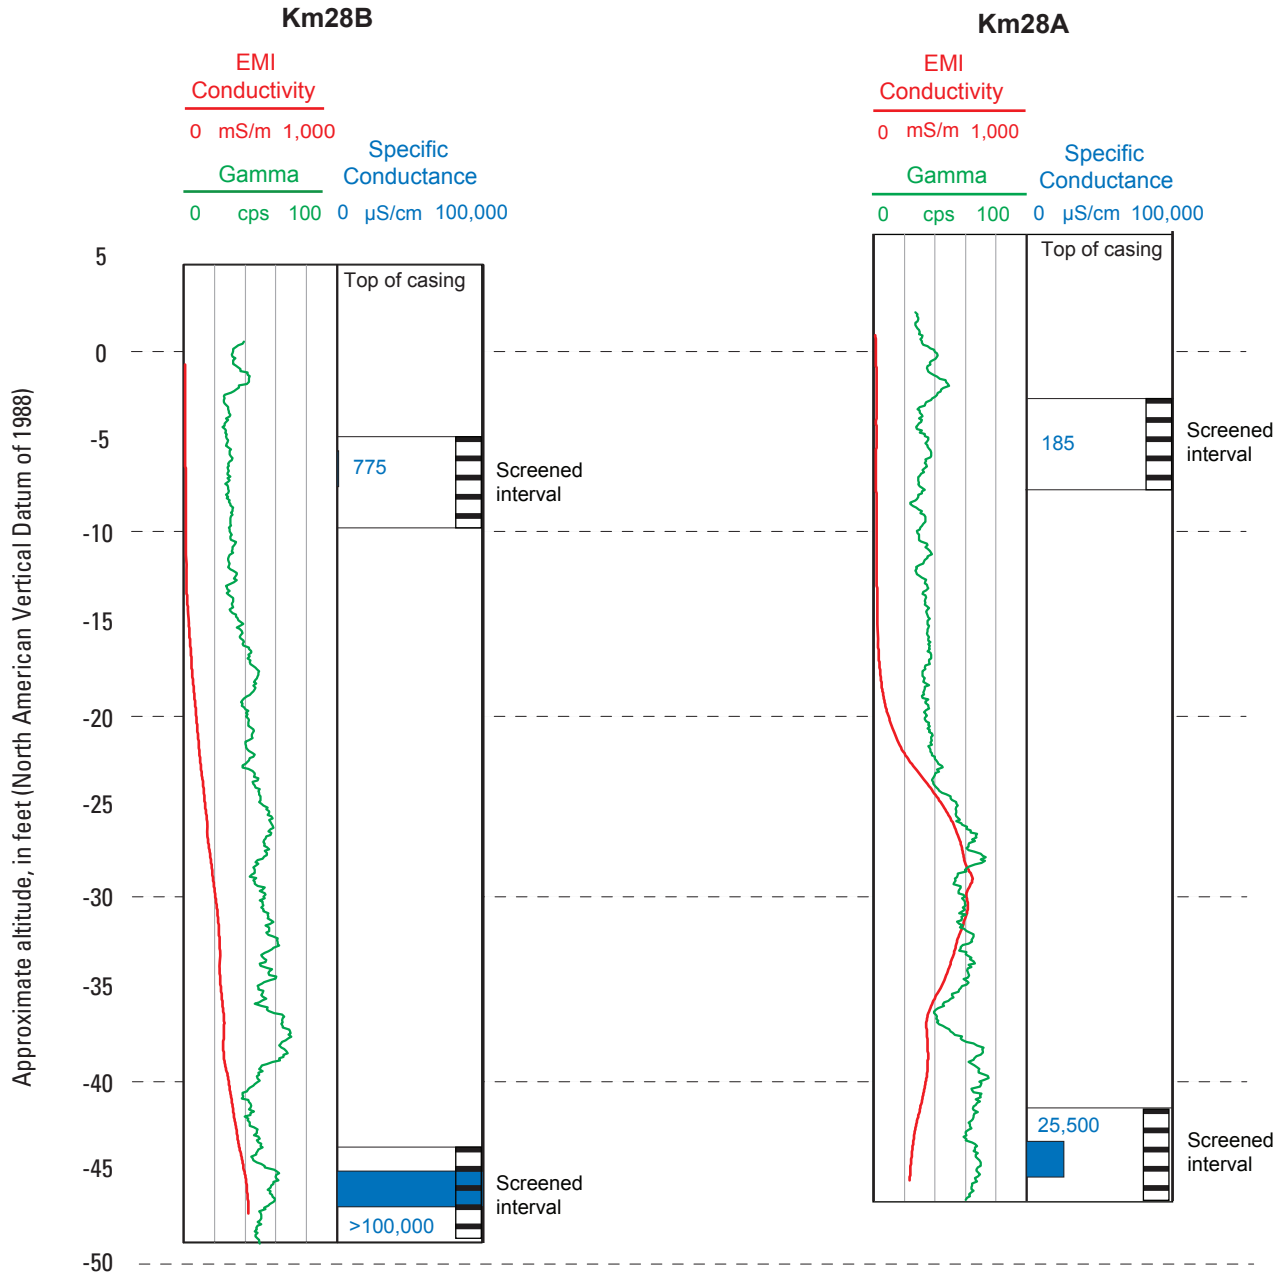 Km28B
EMI
Conductivity
0 mS/m 1,000
Gamma
0 cps 100
Specific
Conductance
0 µS/cm 100,000
Km28A
EMI
Conductivity
0 mS/m 1,000
Gamma
0 cps 100
Specific
Conductance
0 µS/cm 100,000
Approximate altitude, in feet (North American Vertical Datum of 1988)
5
0
-5
-10
-15
-20
-25
-30
-35
-40
-45
-50
Top of casing
775
Screened
interval
Screened
interval
>100,000
Top of casing
185
Screened
interval
25,500
Screened
interval